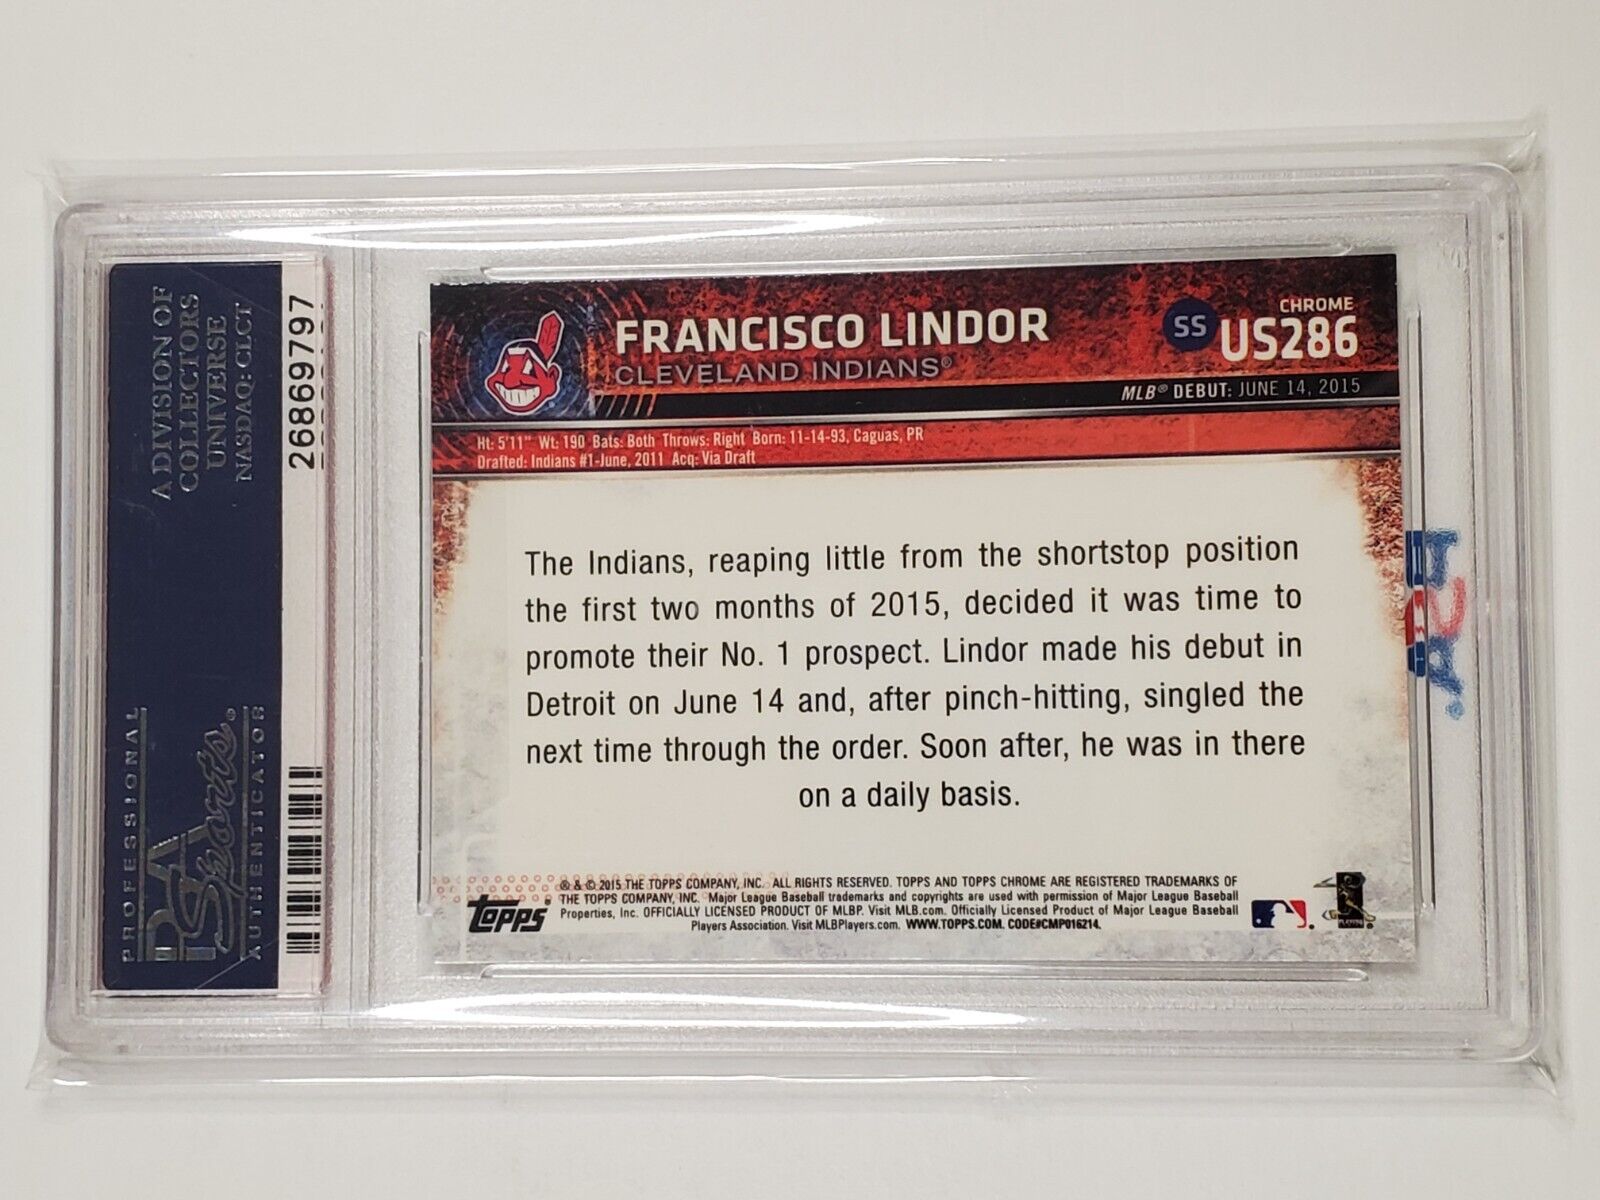 A DIVISION OF
COLLECTORS
UNIVERSE
NASDAQ: CLCT
26869797
PROFESSIONAL
PSA
Sports®
AUTHENTICATOR
FRANCISCO LINDOR
CLEVELAND INDIANS®
SS
CHROME
US286
MLB® DEBUT: JUNE 14, 2015
Ht: 5'11" Wt: 190 Bats: Both Throws: Right Born: 11-14-93, Caguas, PR
Drafted: Indians #1-June, 2011 Acq: Via Draft
The Indians, reaping little from the shortstop position
the first two months of 2015, decided it was time to
promote their No. 1 prospect. Lindor made his debut in
Detroit on June 14 and, after pinch-hitting, singled the
next time through the order. Soon after, he was in there
on a daily basis.
topps
® & © 2015 THE TOPPS COMPANY, INC. ALL RIGHTS RESERVED. TOPPS AND TOPPS CHROME ARE REGISTERED TRADEMARKS OF
THE TOPPS COMPANY, INC. Major League Baseball trademarks and copyrights are used with permission of Major League Baseball
Properties, Inc. OFFICIALLY LICENSED PRODUCT OF MLBP. Visit MLB.com. Officially Licensed Product of Major League Baseball
Players Association. Visit MLBPlayers.com. WWW.TOPPS.COM. CODE#CMP016214.
PSA